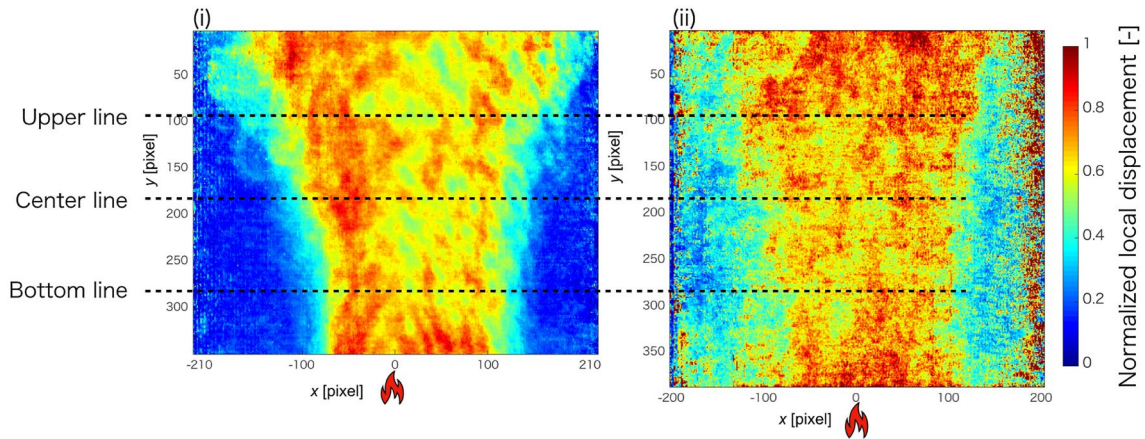 (i)
(ii)
Normalized local displacement [-]
1
0.8
0.6
0.4
0.2
0
Upper line
Center line
Bottom line
y [pixel]
50
100
150
200
250
300
-210
-100
0
100
210
x [pixel]
y [pixel]
50
100
150
200
250
300
350
-200
-100
0
100
200
x [pixel]